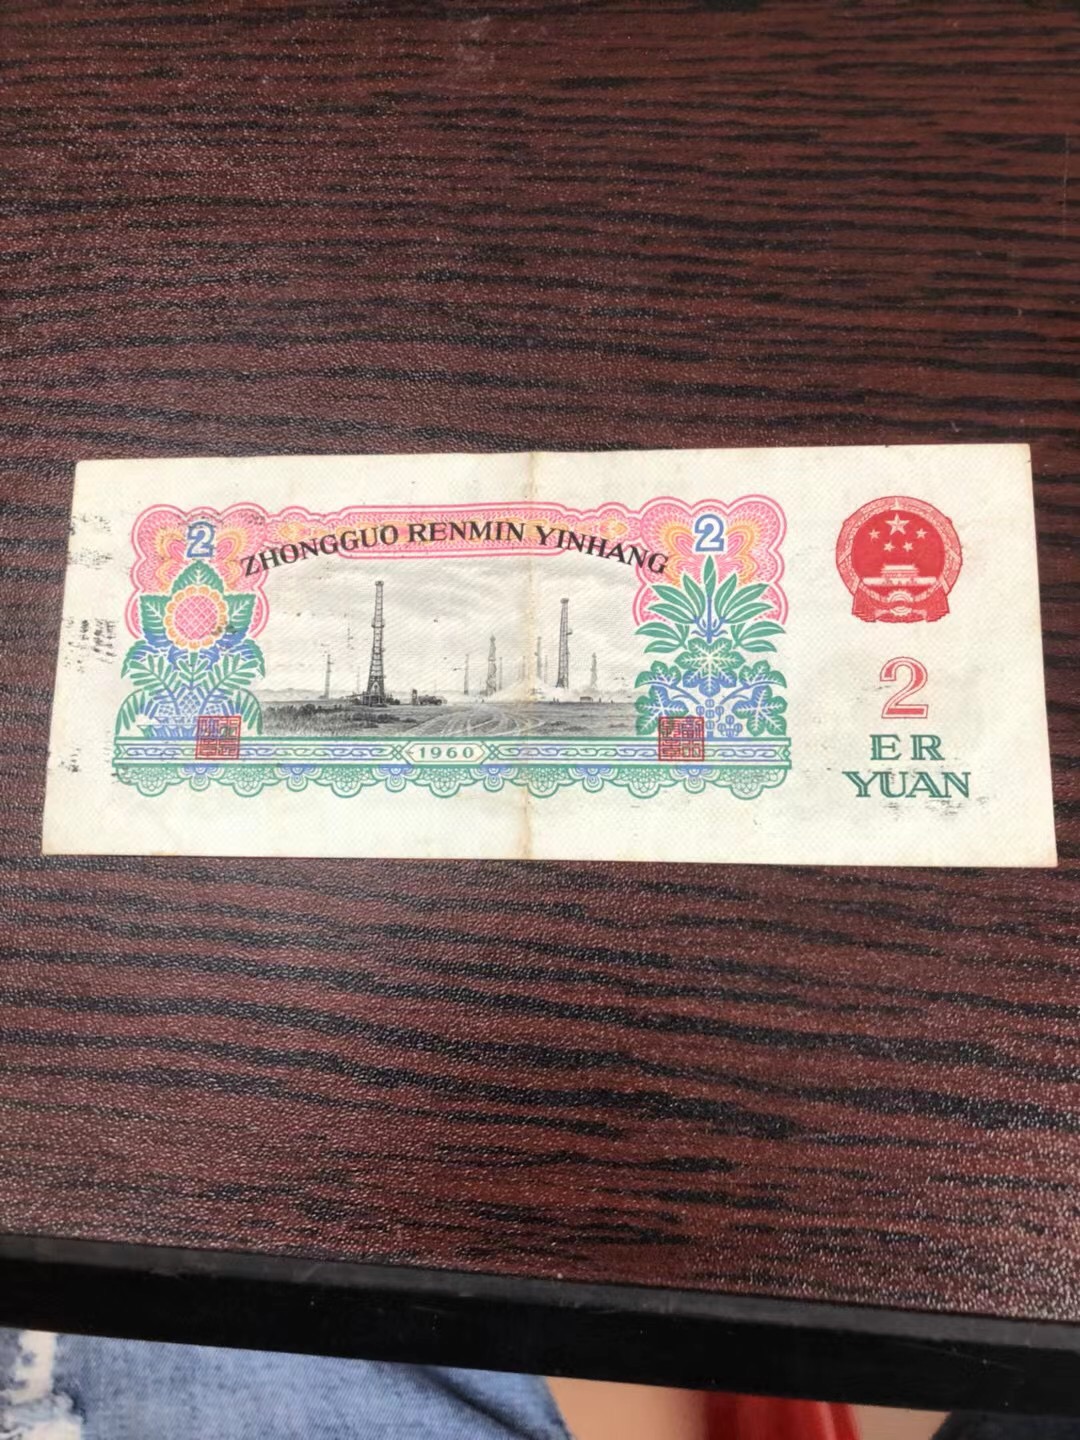 2
ZHONGGUO RENMIN YINHANG
2
1960
2
ER
YUAN